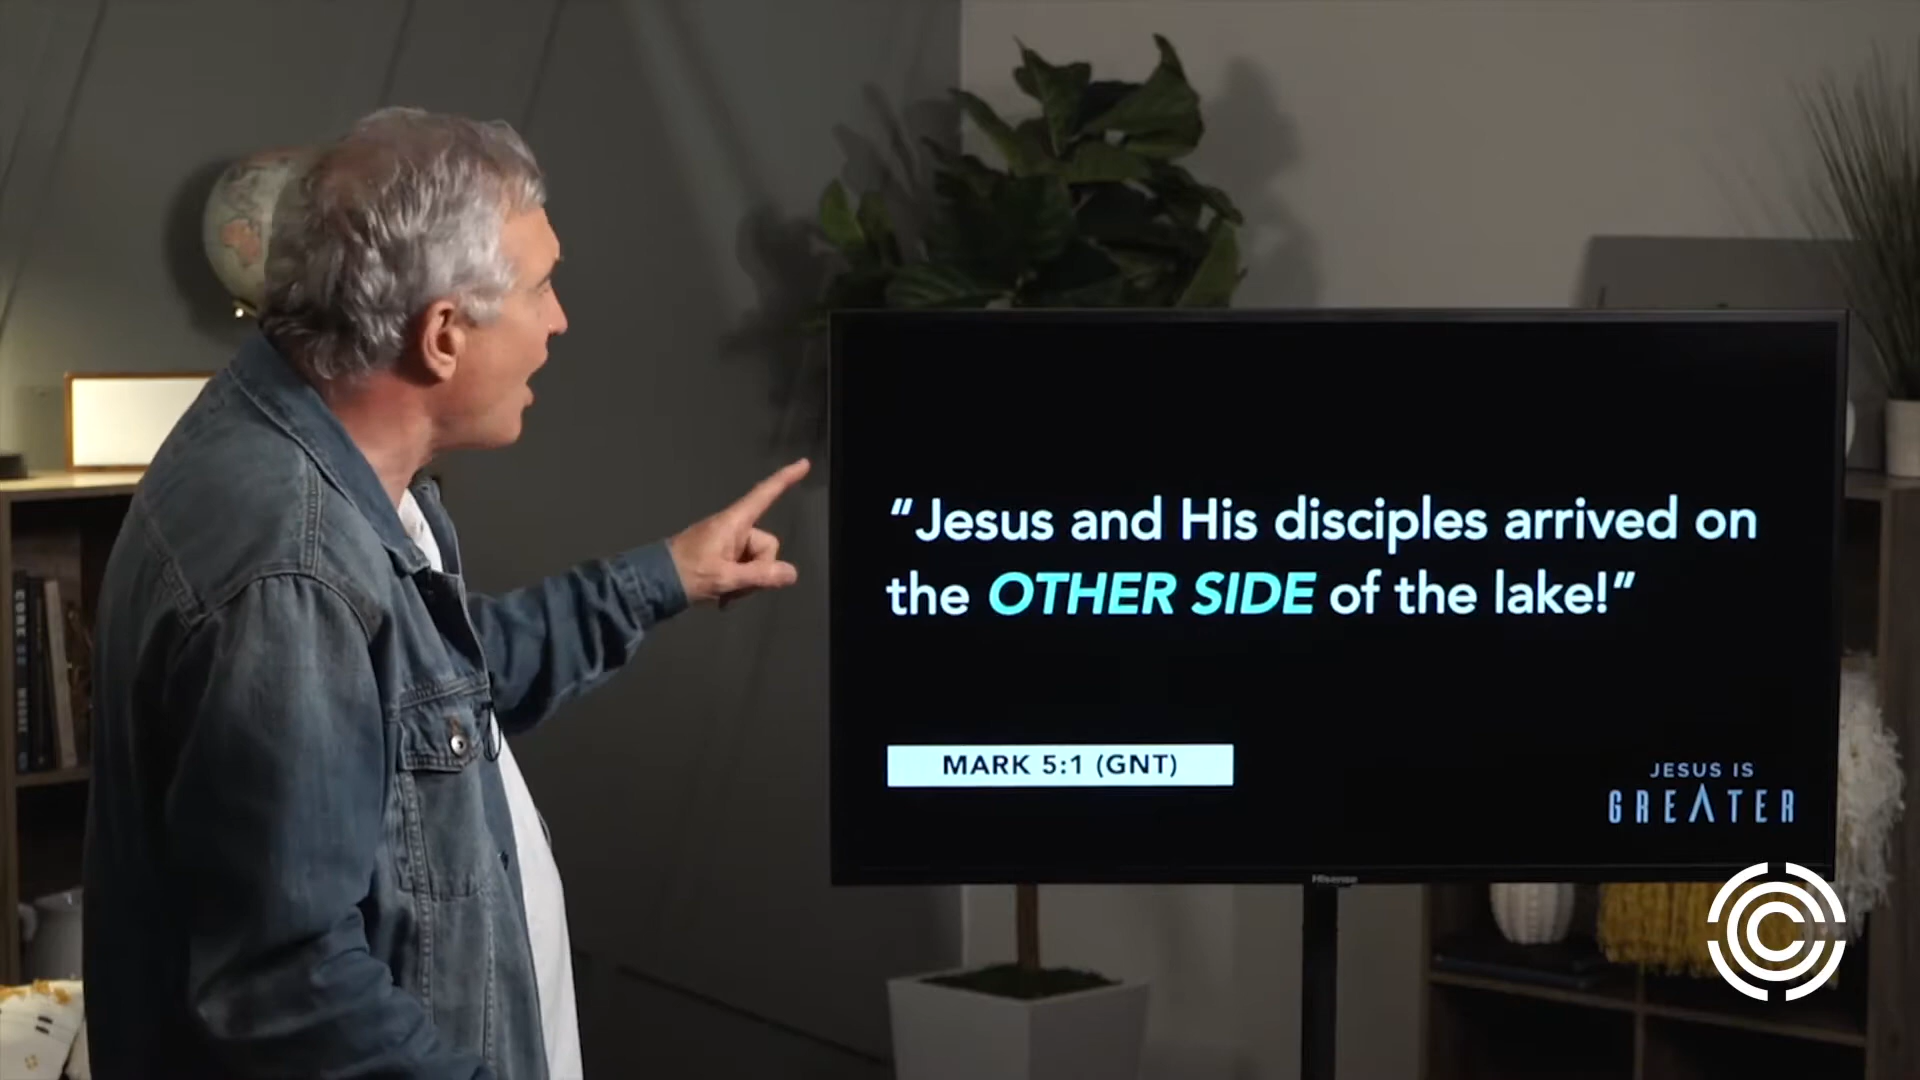 “Jesus and His disciples arrived on
the OTHER SIDE of the lake!”
MARK 5:1 (GNT)
JESUS IS
GREATER
Hisense